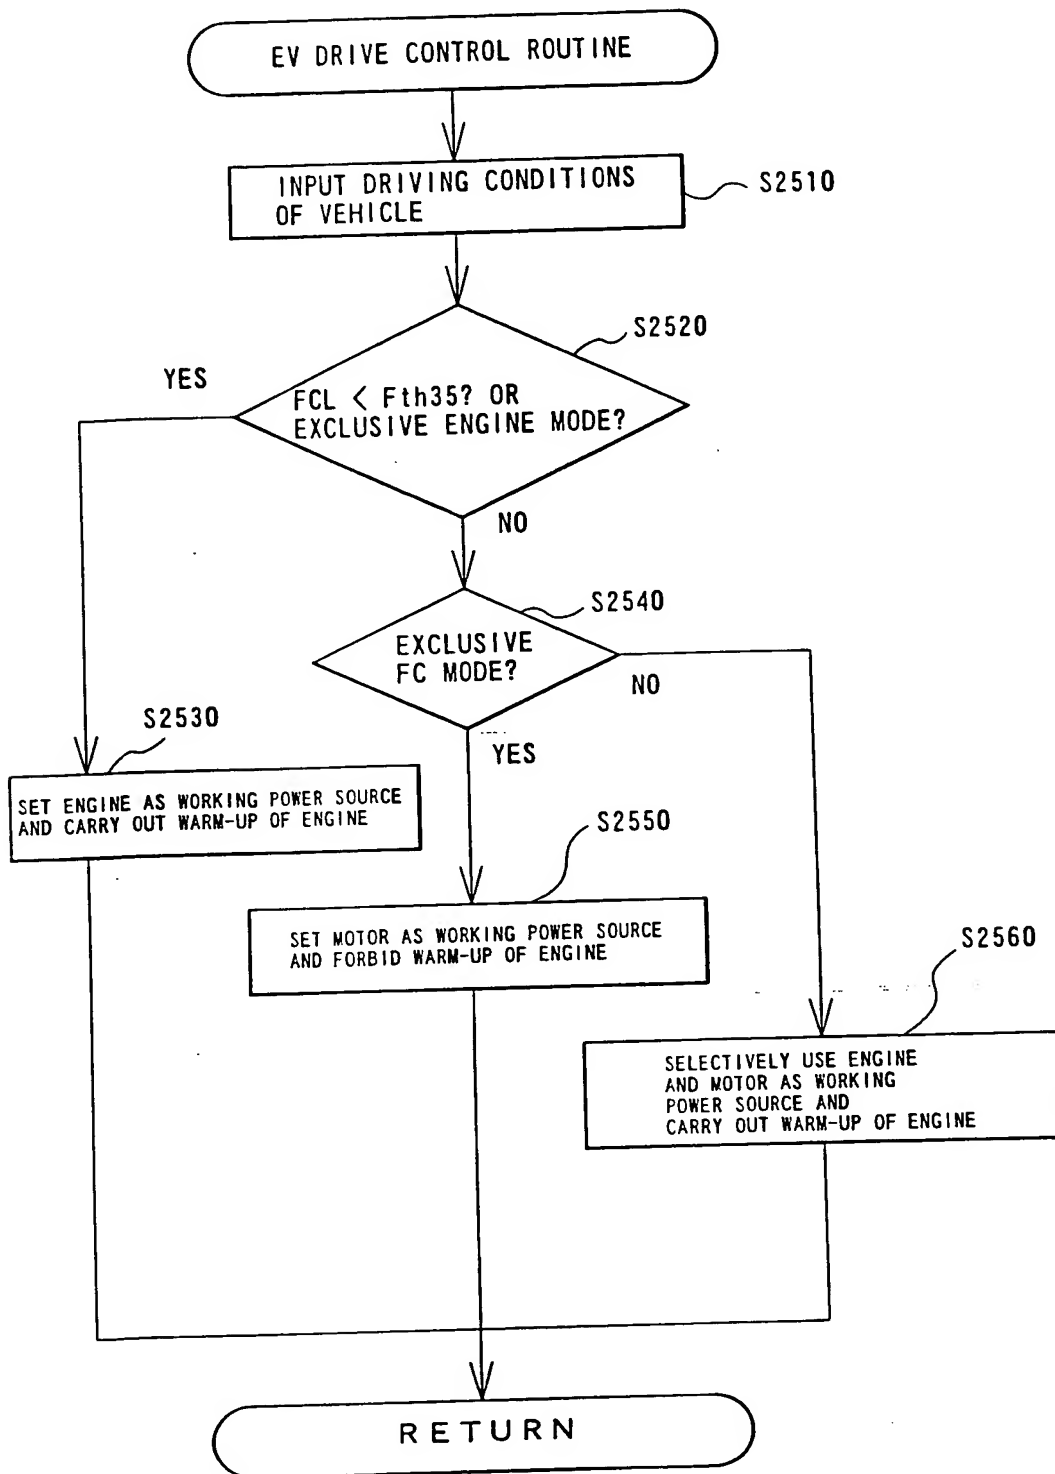 EV DRIVE CONTROL ROUTINE
INPUT DRIVING CONDITIONS
OF VEHICLE
S2510
S2520
YES
FCL < Fth35? OR
EXCLUSIVE ENGINE MODE?
NO
S2540
EXCLUSIVE
FC MODE?
NO
S2530
YES
SET ENGINE AS WORKING POWER SOURCE
AND CARRY OUT WARM-UP OF ENGINE
S2550
SET MOTOR AS WORKING POWER SOURCE
AND FORBID WARM-UP OF ENGINE
S2560
SELECTIVELY USE ENGINE
AND MOTOR AS WORKING
POWER SOURCE AND
CARRY OUT WARM-UP OF ENGINE
RETURN